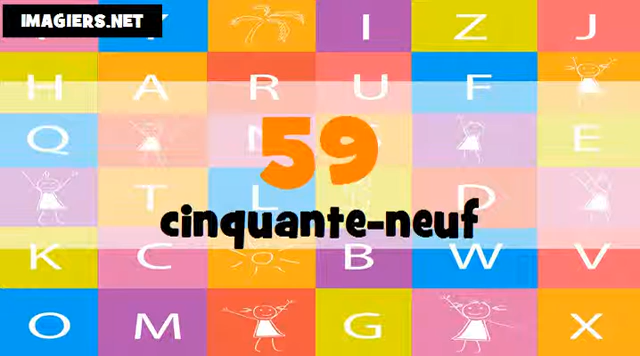 IMAGIERS.NET
Y I Z J
H A R U F
Q N S E
T L D
K C B W V
O M G X
59
cinquante-neuf